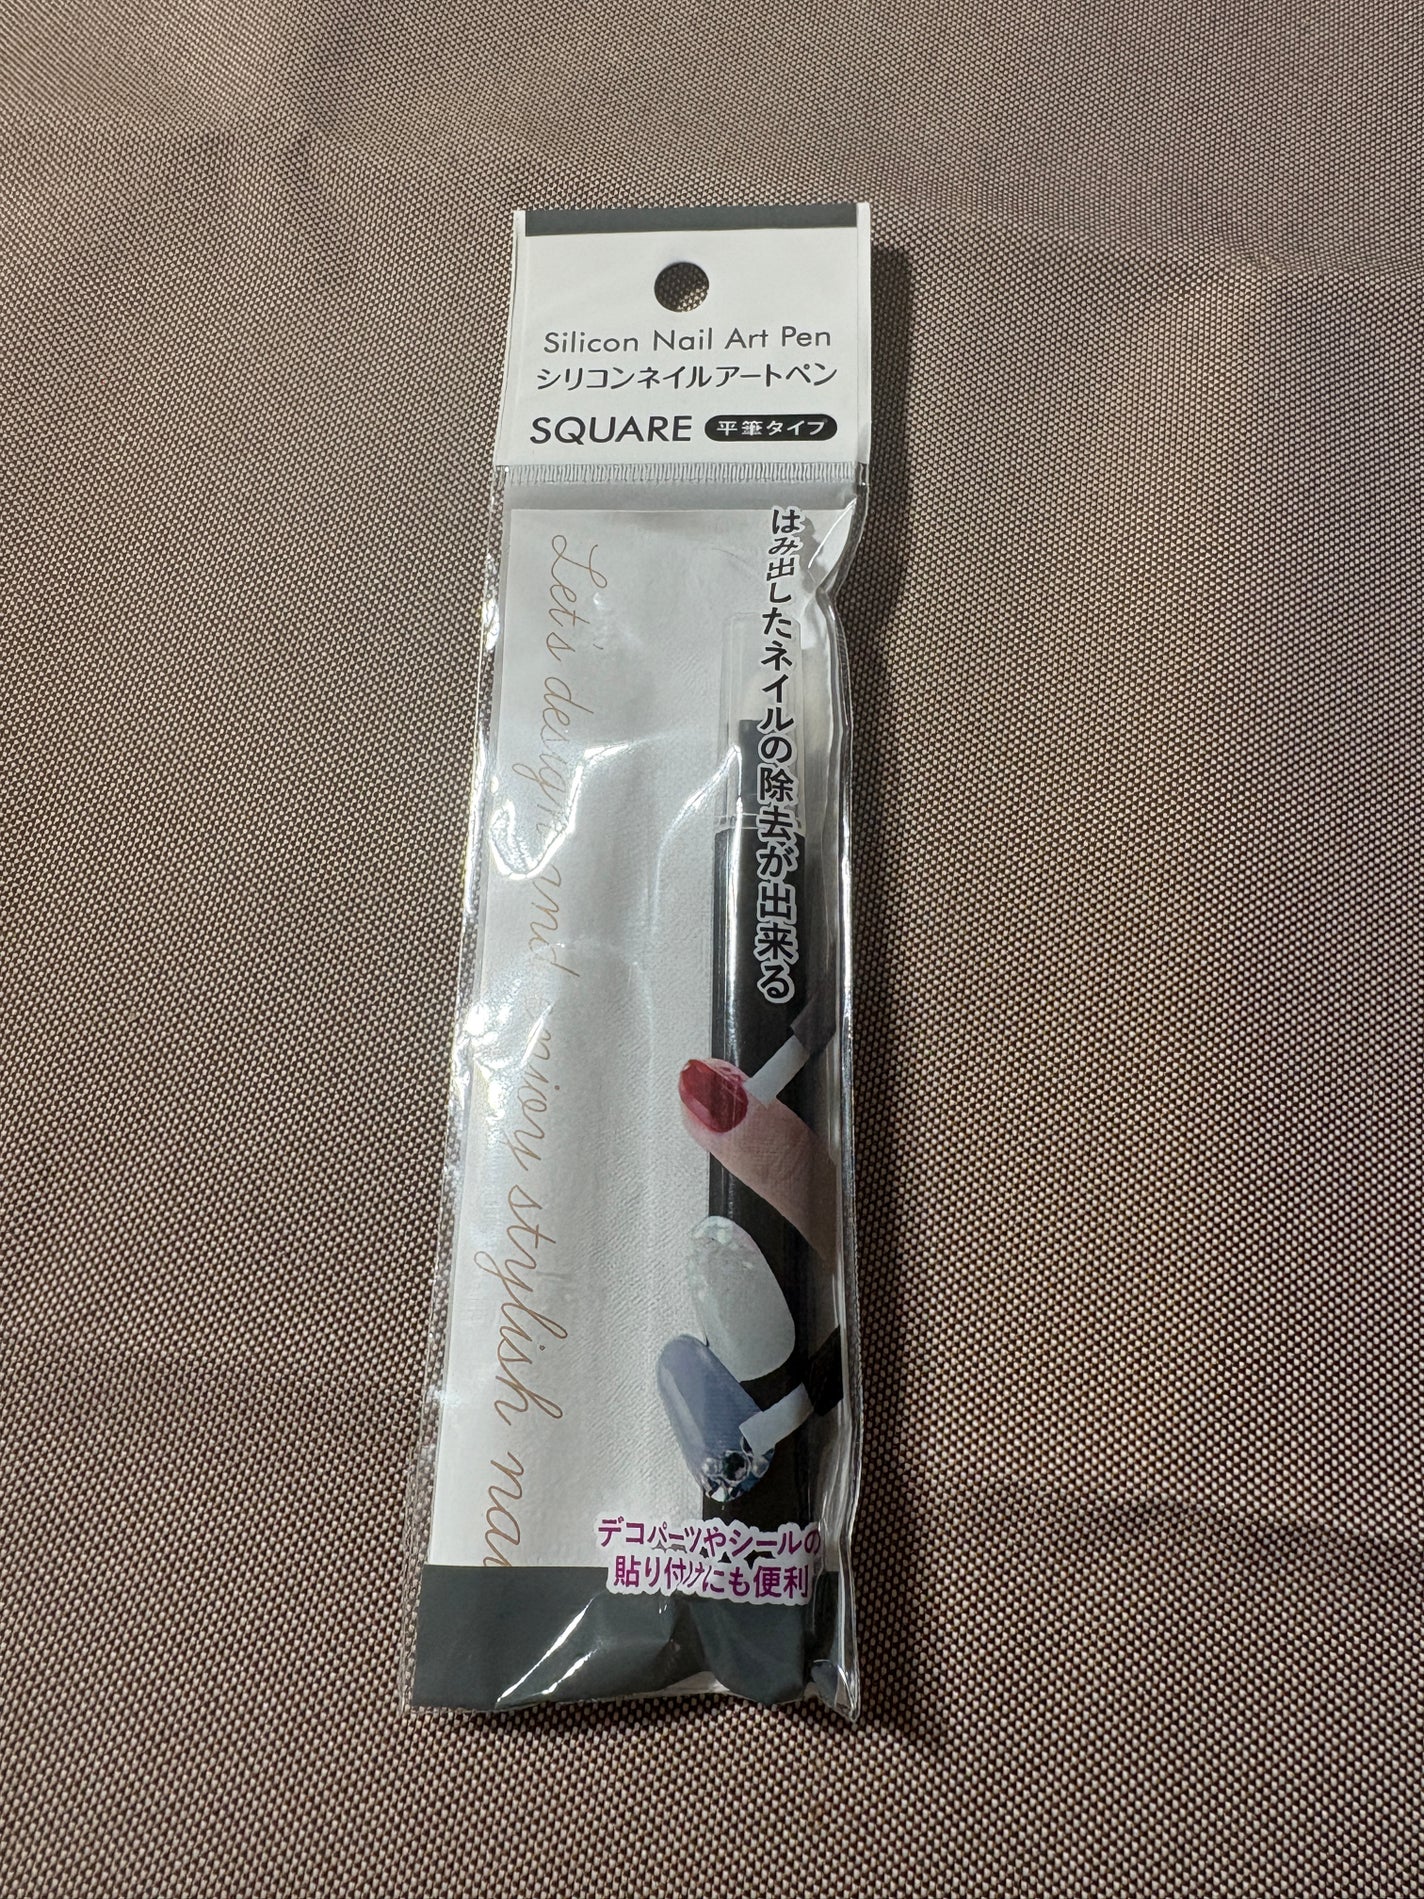 Silicon Nail Art Pen
シリコンネイルアートペン
SQUARE 平筆タイプ
はみ出したネイルの除去が出来る
Let's design and enjoy stylish nai
デコパーツやシールの
貼り付けにも便利